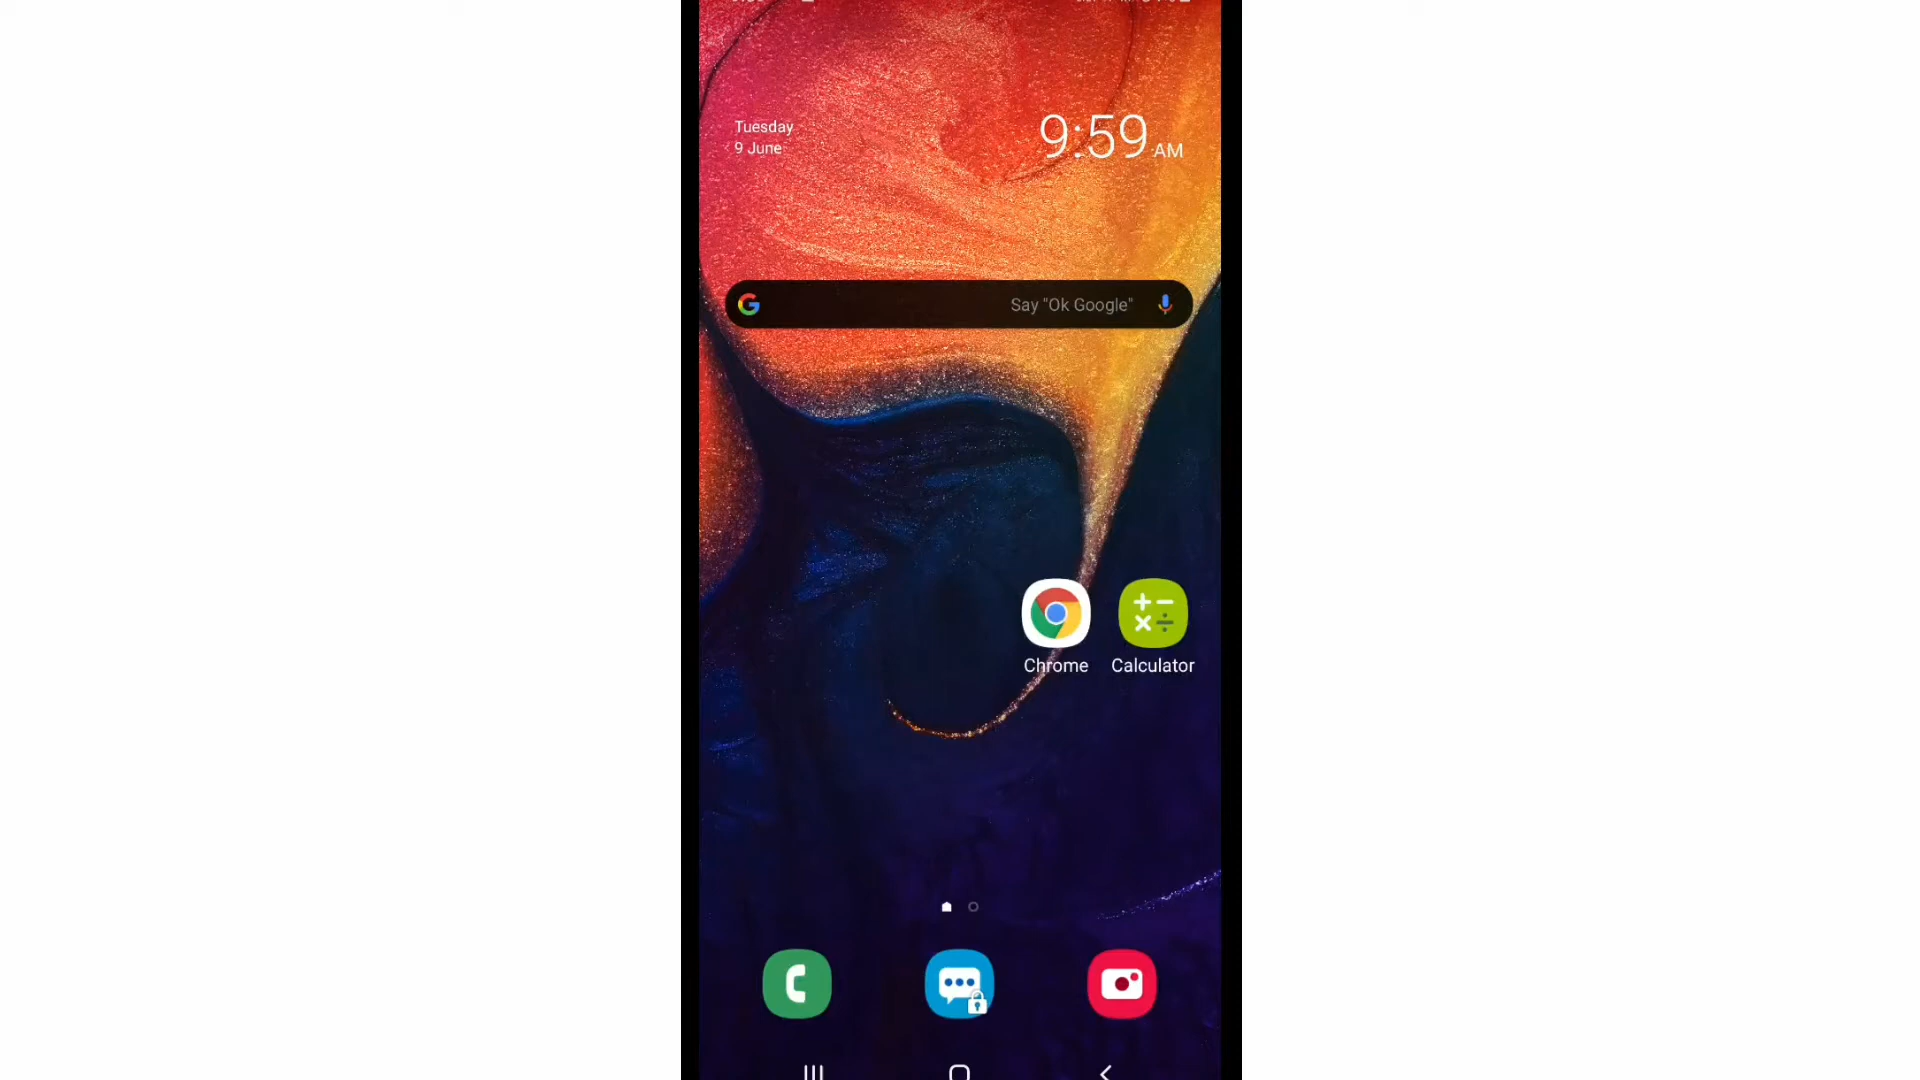 Tuesday
9 June
9:59 AM
Say "Ok Google"
Chrome
Calculator